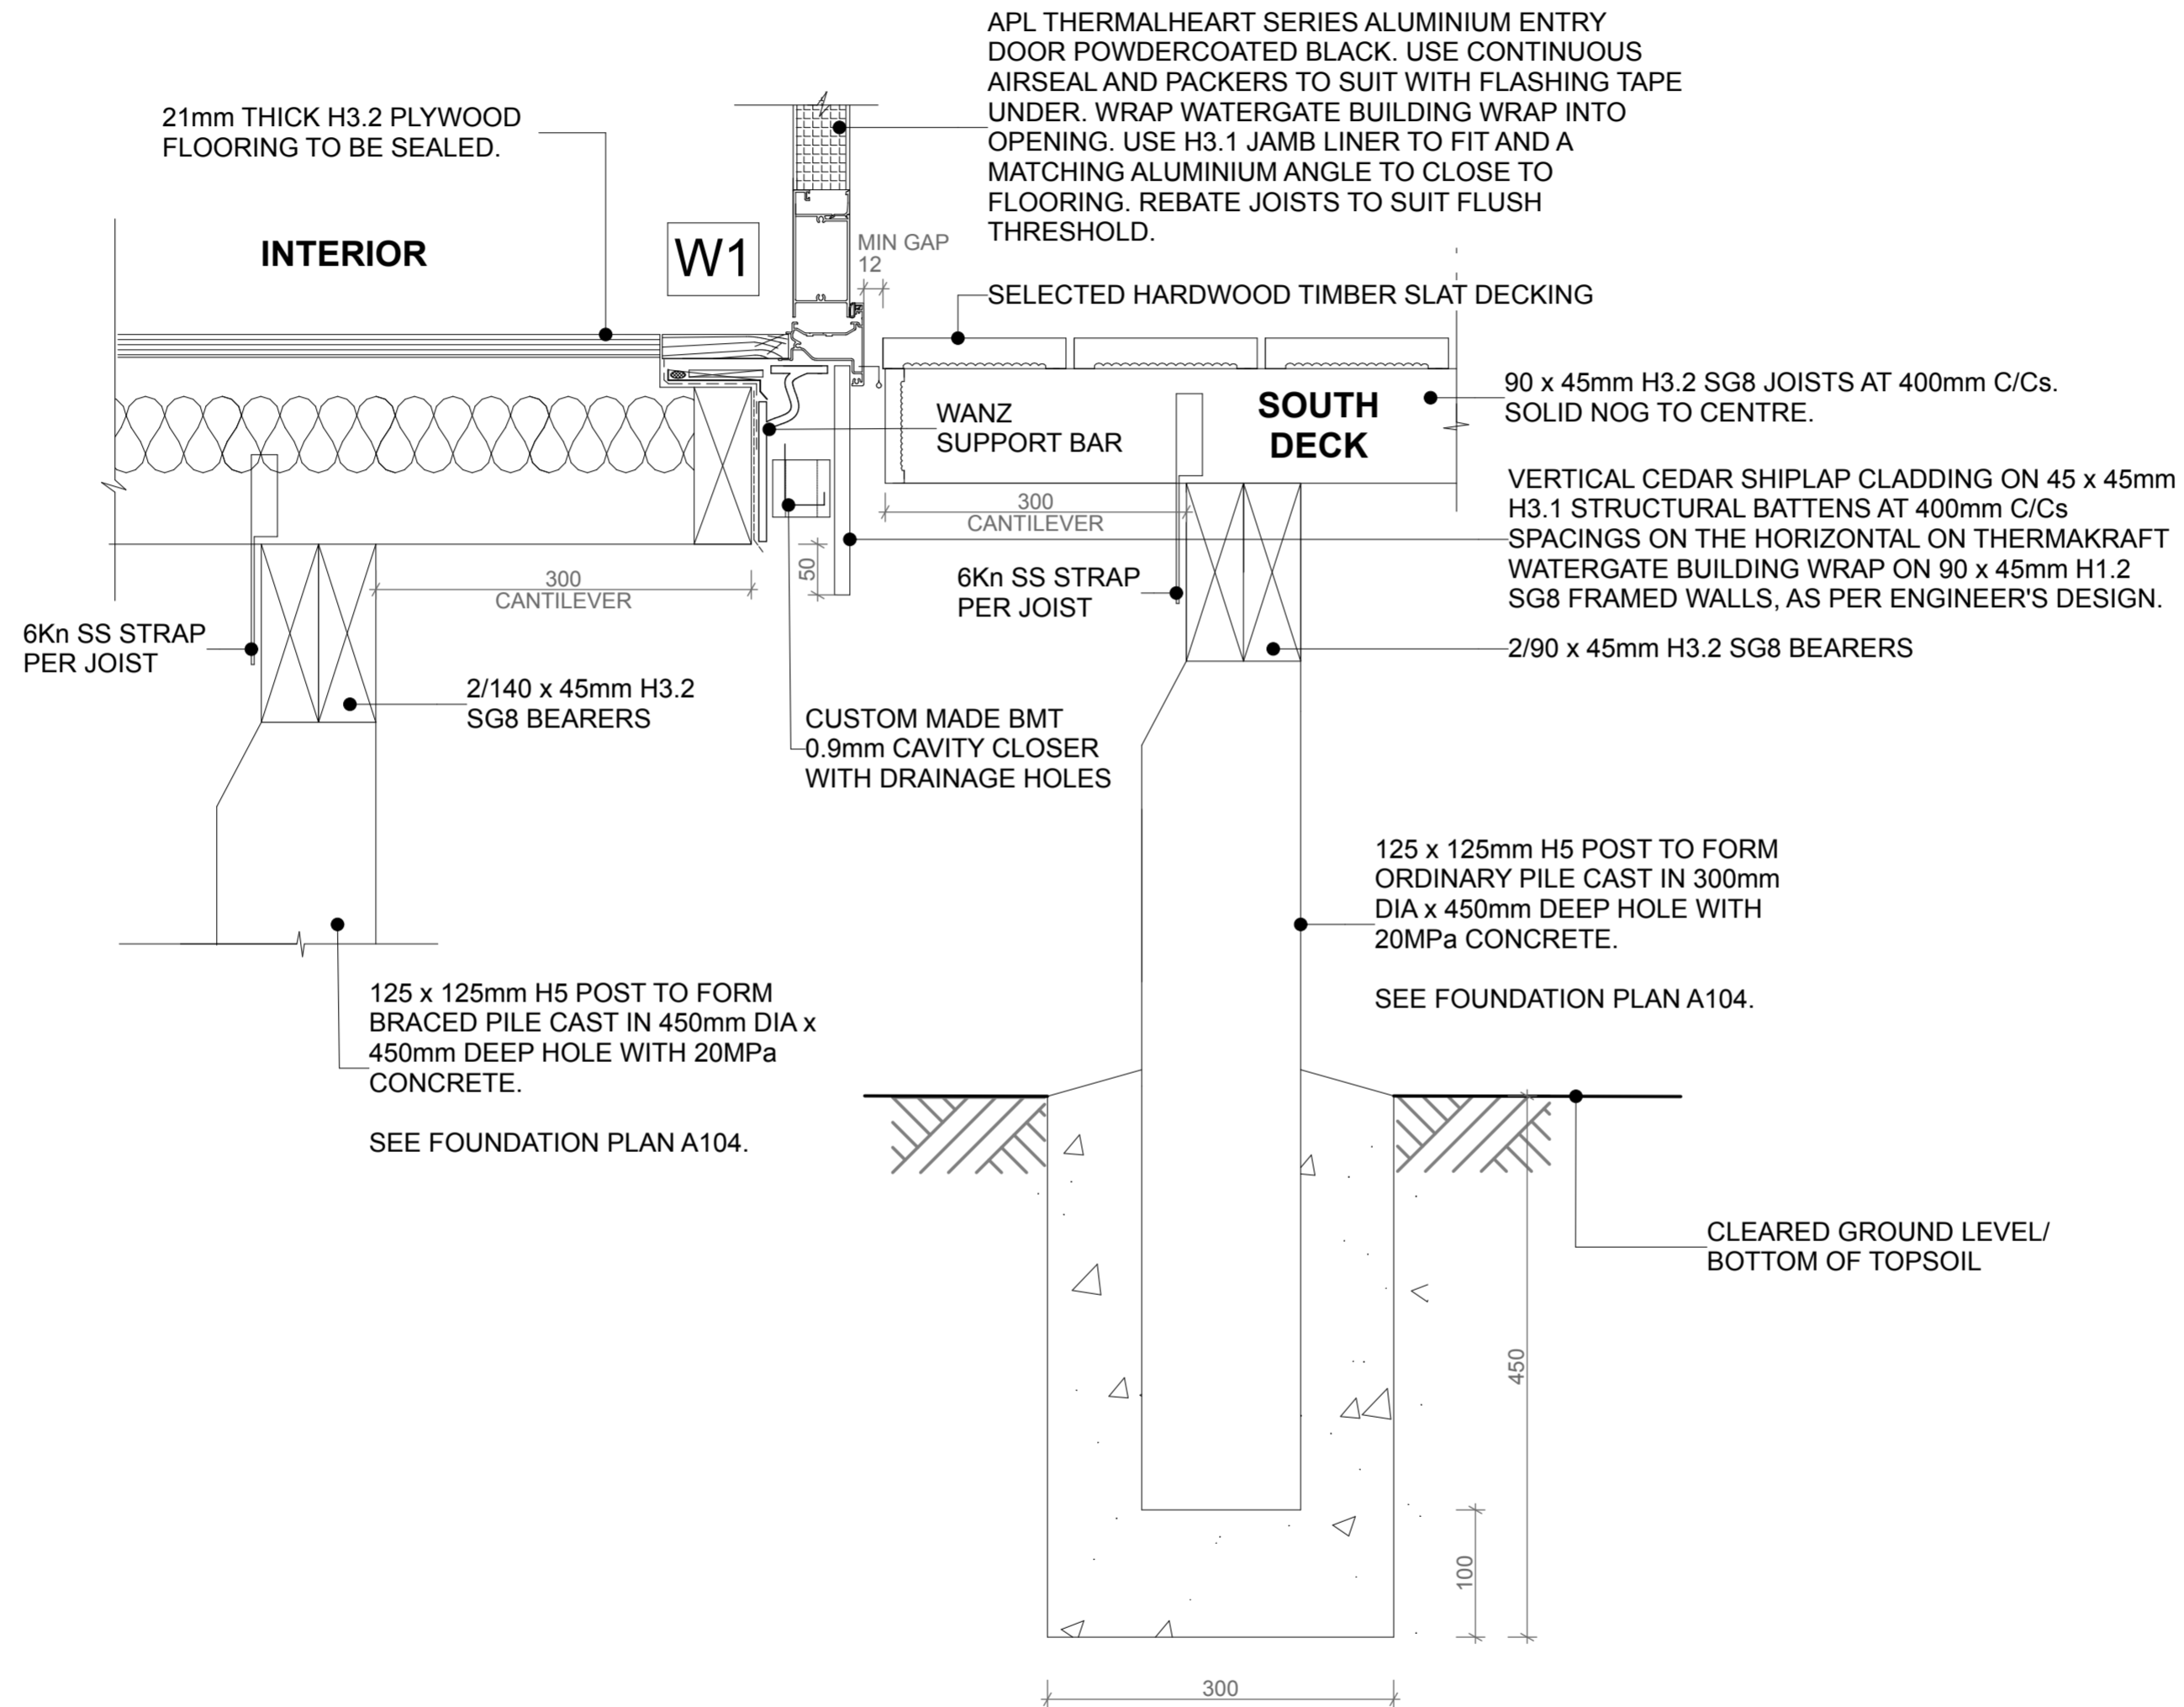 APL THERMALHEART SERIES ALUMINIUM ENTRY
DOOR POWDERCOATED BLACK. USE CONTINUOUS
AIRSEAL AND PACKERS TO SUIT WITH FLASHING TAPE
UNDER. WRAP WATERGATE BUILDING WRAP INTO
OPENING. USE H3.1 JAMB LINER TO FIT AND A
MATCHING ALUMINIUM ANGLE TO CLOSE TO
FLOORING. REBATE JOISTS TO SUIT FLUSH
THRESHOLD.
21mm THICK H3.2 PLYWOOD
FLOORING TO BE SEALED.
INTERIOR
W1
MIN GAP
12
SELECTED HARDWOOD TIMBER SLAT DECKING
90 x 45mm H3.2 SG8 JOISTS AT 400mm C/Cs.
SOLID NOG TO CENTRE.
WANZ
SUPPORT BAR
SOUTH
DECK
VERTICAL CEDAR SHIPLAP CLADDING ON 45 x 45mm
H3.1 STRUCTURAL BATTENS AT 400mm C/Cs
SPACINGS ON THE HORIZONTAL ON THERMAKRAFT
WATERGATE BUILDING WRAP ON 90 x 45mm H1.2
SG8 FRAMED WALLS, AS PER ENGINEER'S DESIGN.
300
CANTILEVER
300
CANTILEVER
50
6Kn SS STRAP
PER JOIST
6Kn SS STRAP
PER JOIST
2/90 x 45mm H3.2 SG8 BEARERS
2/140 x 45mm H3.2
SG8 BEARERS
CUSTOM MADE BMT
0.9mm CAVITY CLOSER
WITH DRAINAGE HOLES
125 x 125mm H5 POST TO FORM
ORDINARY PILE CAST IN 300mm
DIA x 450mm DEEP HOLE WITH
20MPa CONCRETE.
SEE FOUNDATION PLAN A104.
125 x 125mm H5 POST TO FORM
BRACED PILE CAST IN 450mm DIA x
450mm DEEP HOLE WITH 20MPa
CONCRETE.
SEE FOUNDATION PLAN A104.
CLEARED GROUND LEVEL/
BOTTOM OF TOPSOIL
450
100
300